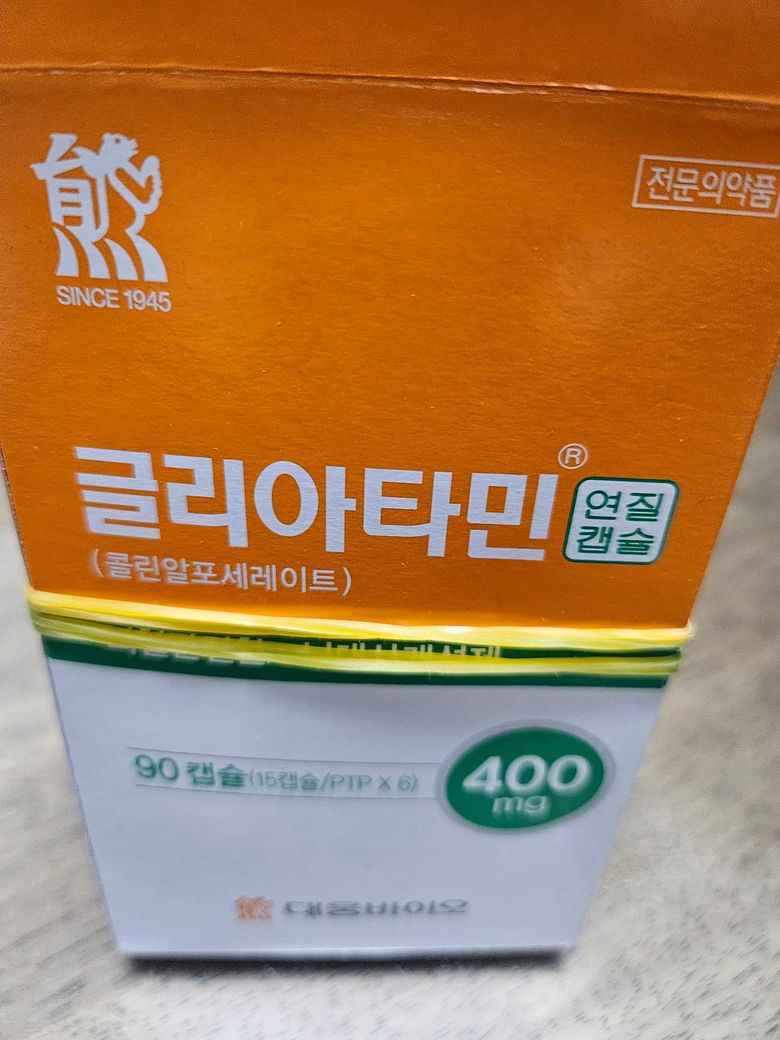 전문의약품
SINCE 1945
글리아타민®
연질
캡슐
(콜린알포세레이트)
90 캡슐 (15캡슐/PTP X 6)
400
mg
대웅바이오